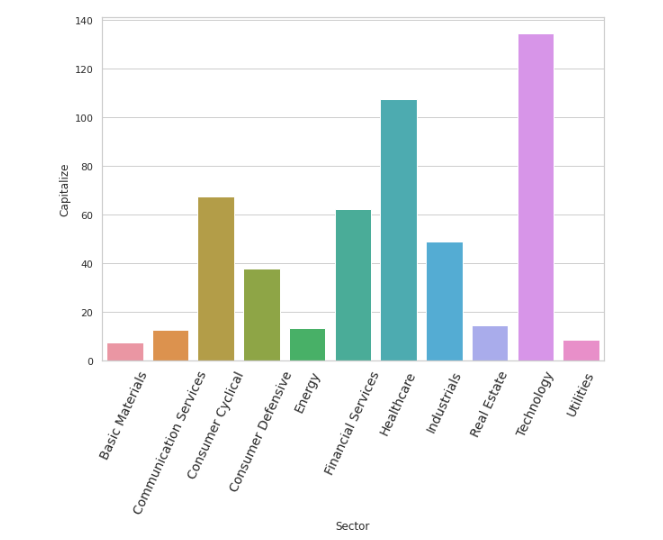 140
120
100
80
60
40
20
0
Capitalize
Basic Materials
Communication Services
Consumer Cyclical
Consumer Defensive
Energy
Financial Services
Healthcare
Industrials
Real Estate
Technology
Utilities
Sector